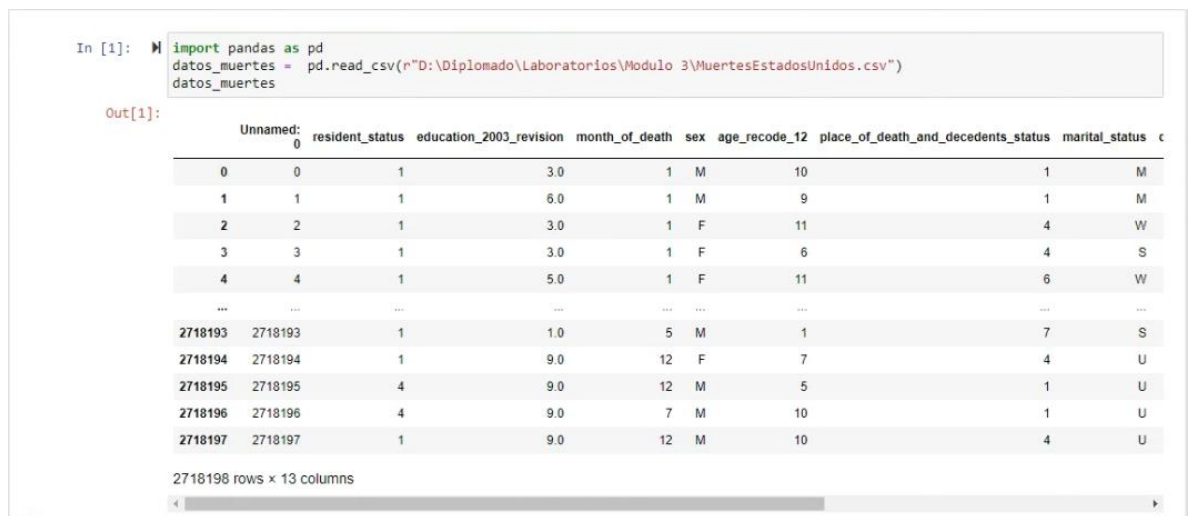 In [1]: import pandas as pd
datos_muertes = pd.read_csv(r"D:\Diplomado\Laboratorios\Modulo 3\MuertesEstadosUnidos.csv")
datos_muertes
Out[1]:
Unnamed: 0 resident_status education_2003_revision month_of_death sex age_recode_12 place_of_death_and_decedents_status marital_status
0 0 1 3.0 1 M 10 1 M
1 1 1 6.0 1 M 9 1 M
2 2 1 3.0 1 F 11 4 W
3 3 1 3.0 1 F 6 4 S
4 4 1 5.0 1 F 11 6 W
... ... ... ... ... ... ... ... ...
2718193 2718193 1 1.0 5 M 1 7 S
2718194 2718194 1 9.0 12 F 7 4 U
2718195 2718195 4 9.0 12 M 5 1 U
2718196 2718196 4 9.0 7 M 10 1 U
2718197 2718197 1 9.0 12 M 10 4 U
2718198 rows × 13 columns